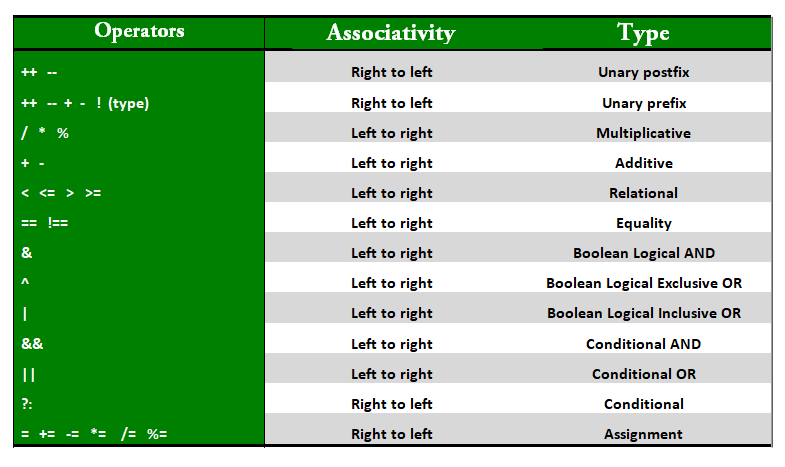 Operators Associativity Type
++ -- Right to left Unary postfix
++ -- + - ! (type) Right to left Unary prefix
/ * % Left to right Multiplicative
+ - Left to right Additive
< <= > >= Left to right Relational
== !== Left to right Equality
& Left to right Boolean Logical AND
^ Left to right Boolean Logical Exclusive OR
| Left to right Boolean Logical Inclusive OR
&& Left to right Conditional AND
|| Left to right Conditional OR
?: Right to left Conditional
= += -= *= /= %= Right to left Assignment